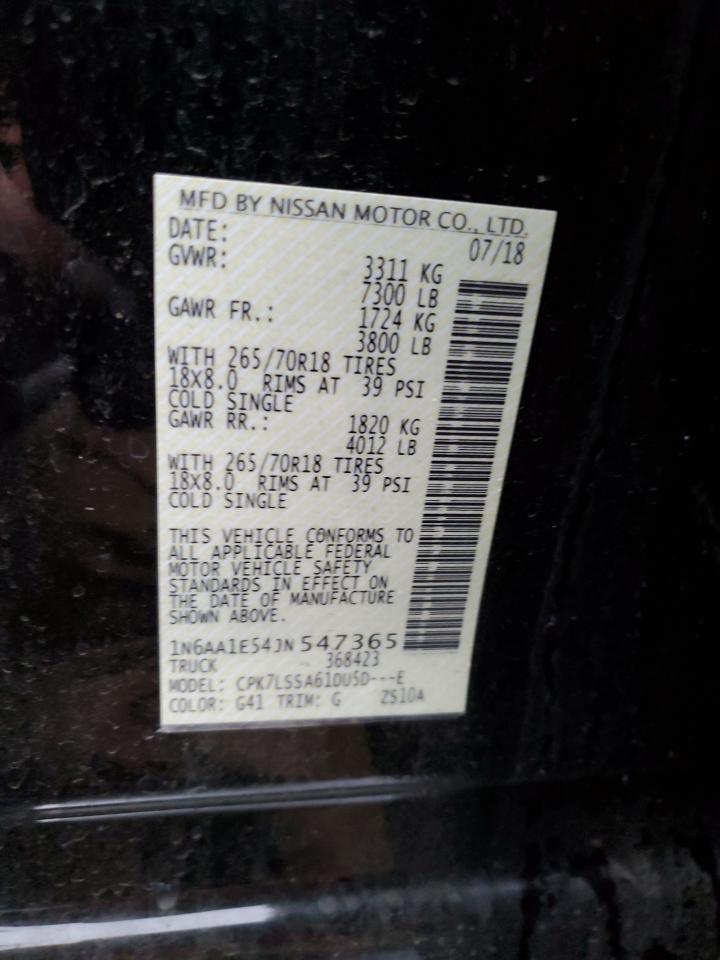 MFD BY NISSAN MOTOR CO., LTD.
DATE: 07/18
GVWR: 3311 KG
7300 LB
GAWR FR.: 1724 KG
3800 LB
WITH 265/70R18 TIRES
18X8.0 RIMS AT 39 PSI
COLD SINGLE
GAWR RR.: 1820 KG
4012 LB
WITH 265/70R18 TIRES
18X8.0 RIMS AT 39 PSI
COLD SINGLE
THIS VEHICLE CONFORMS TO
ALL APPLICABLE FEDERAL
MOTOR VEHICLE SAFETY
STANDARDS IN EFFECT ON
THE DATE OF MANUFACTURE
SHOWN ABOVE.
1N6AA1E54JN547365
TRUCK 368423
MODEL: CPK7LSSA61DU5D---E
COLOR: G41 TRIM: G ZS10A